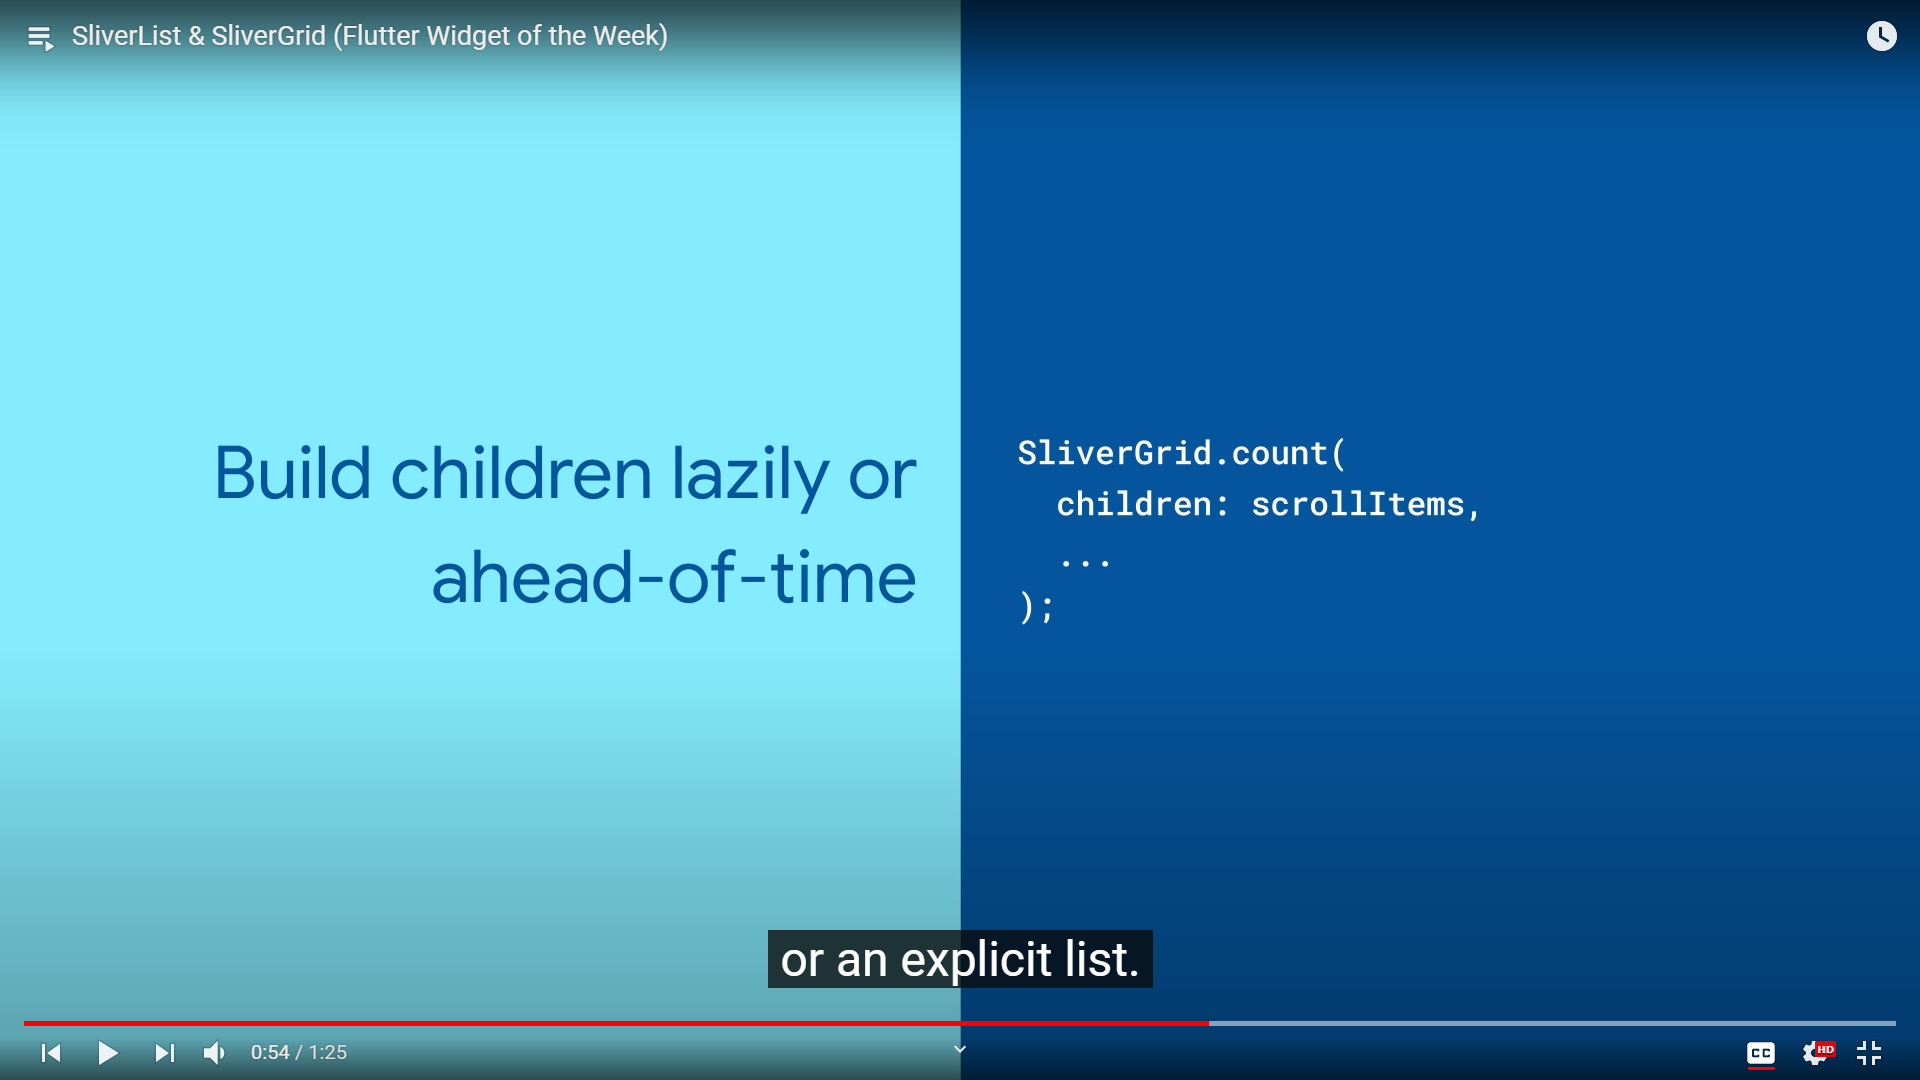 SliverList & SliverGrid (Flutter Widget of the Week)
Build children lazily or
ahead-of-time
SliverGrid.count(
  children: scrollItems,
  ...
);
or an explicit list.
0:54 / 1:25
CC
HD